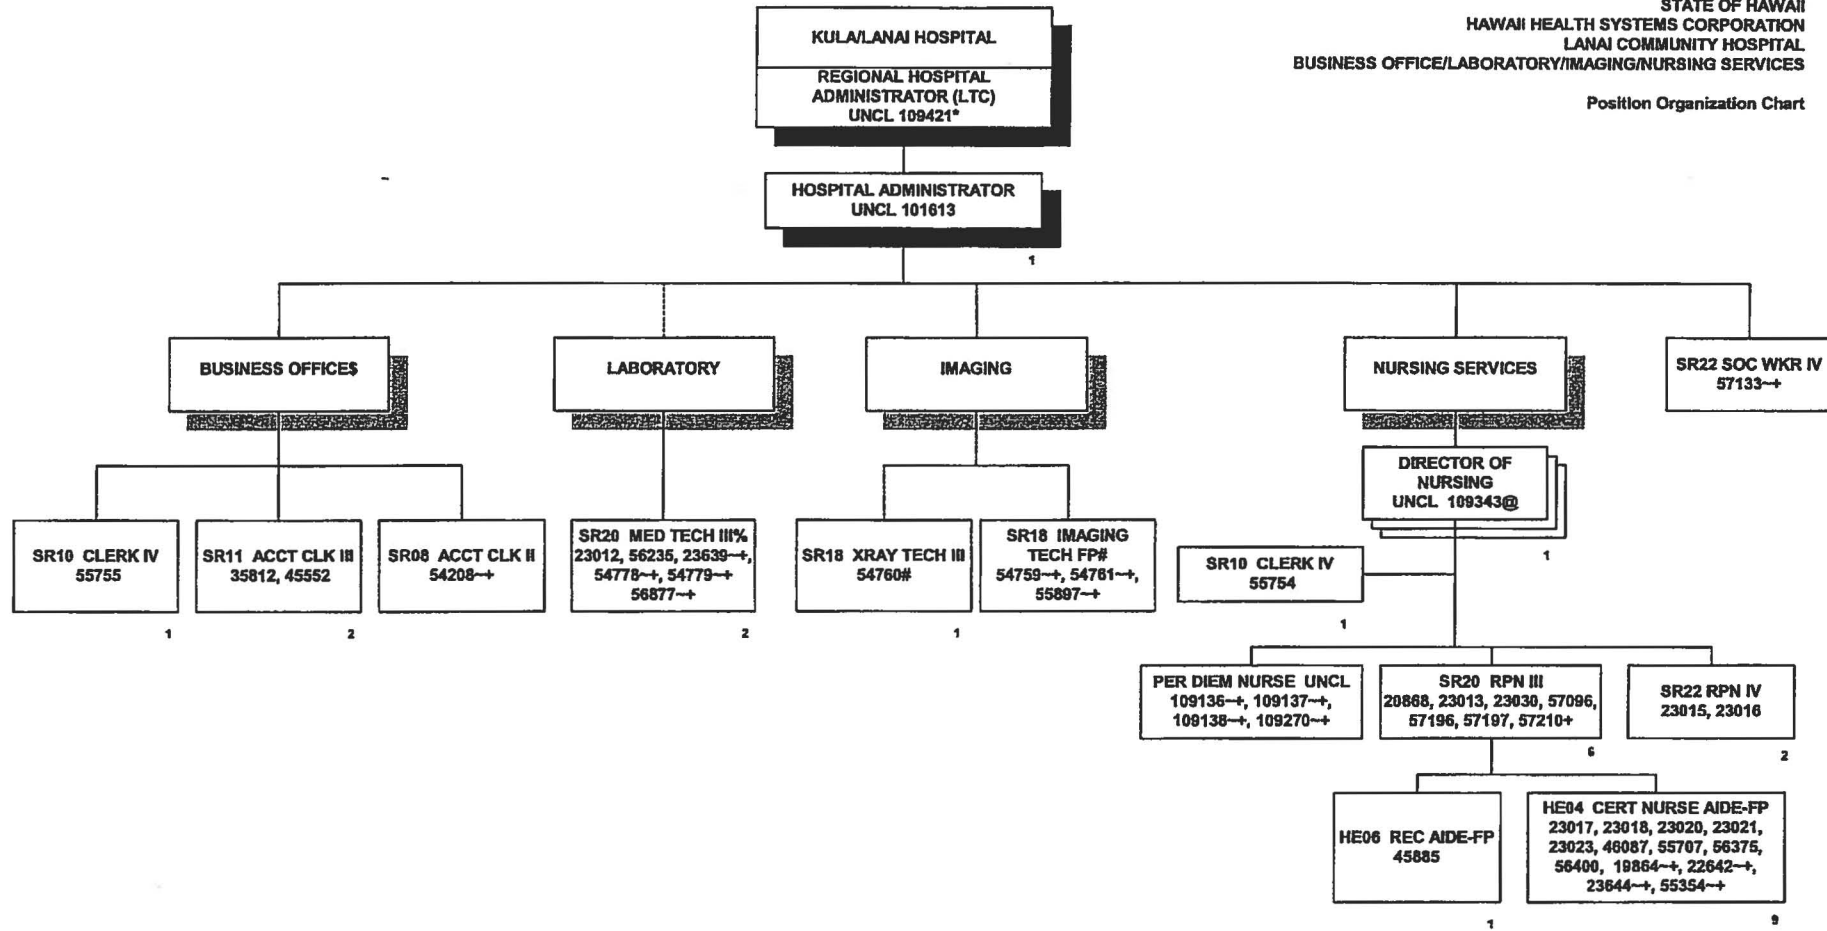 STATE OF HAWAII
HAWAII HEALTH SYSTEMS CORPORATION
LANAI COMMUNITY HOSPITAL
BUSINESS OFFICE/LABORATORY/IMAGING/NURSING SERVICES
Position Organization Chart
KULA/LANAI HOSPITAL
REGIONAL HOSPITAL
ADMINISTRATOR (LTC)
UNCL 109421*
HOSPITAL ADMINISTRATOR
UNCL 101613
1
BUSINESS OFFICE$
LABORATORY
IMAGING
NURSING SERVICES
SR22 SOC WKR IV
57133~+
DIRECTOR OF
NURSING
UNCL 109343@
1
SR10 CLERK IV
55755
1
SR11 ACCT CLK III
35812, 45552
2
SR08 ACCT CLK II
54208~+
SR20 MED TECH III%
23012, 56235, 23639~+,
54778~+, 54779~+
56877~+
2
SR18 XRAY TECH III
54760#
1
SR18 IMAGING
TECH FP#
54759~+, 54761~+,
55897~+
SR10 CLERK IV
55754
1
PER DIEM NURSE UNCL
109136~+, 109137~+,
109138~+, 109270~+
SR20 RPN III
20868, 23013, 23030, 57096,
57196, 57197, 57210+
6
SR22 RPN IV
23015, 23016
2
HE06 REC AIDE-FP
45885
1
HE04 CERT NURSE AIDE-FP
23017, 23018, 23020, 23021,
23023, 46087, 55707, 56375,
56400, 19864~+, 22642~+,
23644~+, 55354~+
9